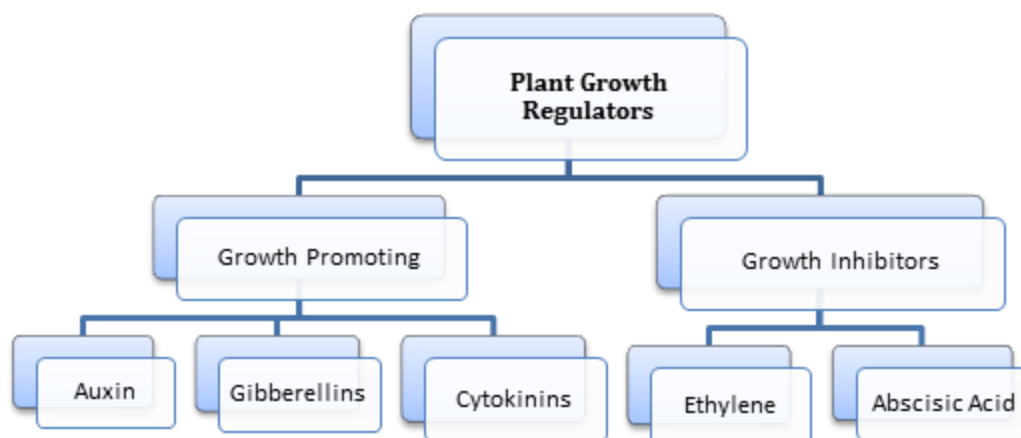 Plant Growth
Regulators
Growth Promoting
Growth Inhibitors
Auxin
Gibberellins
Cytokinins
Ethylene
Abscisic Acid